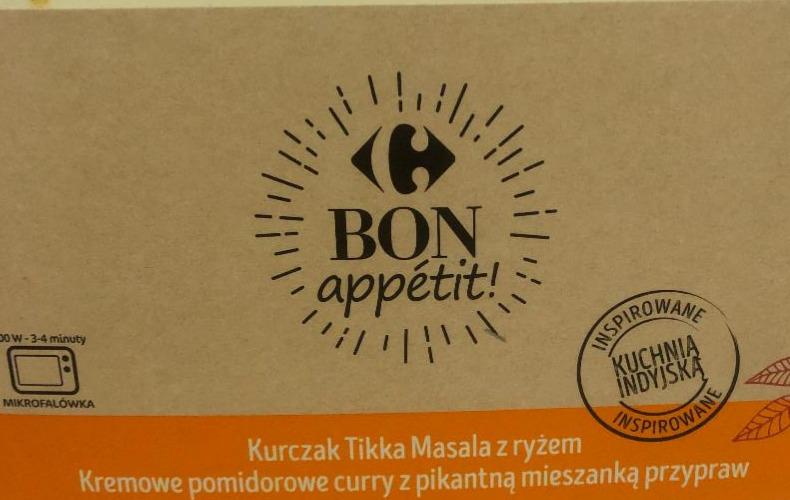 BON
appétit!
INSPIROWANE
KUCHNIĄ
INDYJSKĄ
INSPIROWANE
00 W - 3-4 minuty
MIKROFALÓWKA
Kurczak Tikka Masala z ryżem
Kremowe pomidorowe curry z pikantną mieszanką przypraw